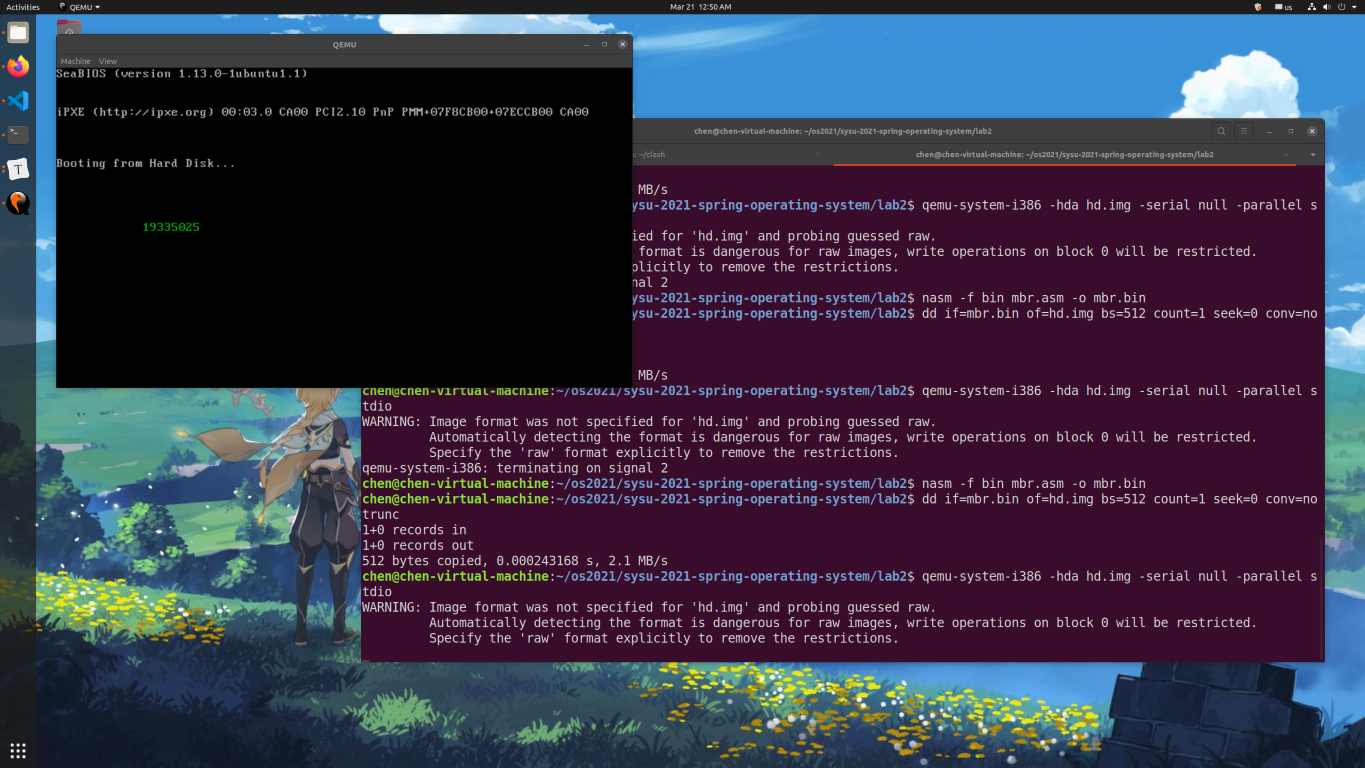 Activities
QEMU
Mar 21 12:50 AM
us
QEMU
Machine View
SeaBIOS (version 1.13.0-1ubuntu1.1)
iPXE (http://ipxe.org) 00:03.0 CA00 PCI2.10 PnP PMM+07F8CB00+07ECCB00 CA00
Booting from Hard Disk...
19335025
T
chen@chen-virtual-machine: ~/os2021/sysu-2021-spring-operating-system/lab2
: ~/clash
chen@chen-virtual-machine: ~/os2021/sysu-2021-spring-operating-system/lab2
MB/s
sysu-2021-spring-operating-system/lab2$ qemu-system-i386 -hda hd.img -serial null -parallel s
ied for 'hd.img' and probing guessed raw.
format is dangerous for raw images, write operations on block 0 will be restricted.
plicitly to remove the restrictions.
nal 2
sysu-2021-spring-operating-system/lab2$ nasm -f bin mbr.asm -o mbr.bin
sysu-2021-spring-operating-system/lab2$ dd if=mbr.bin of=hd.img bs=512 count=1 seek=0 conv=no
MB/s
chen@chen-virtual-machine:~/os2021/sysu-2021-spring-operating-system/lab2$ qemu-system-i386 -hda hd.img -serial null -parallel s
tdio
WARNING: Image format was not specified for 'hd.img' and probing guessed raw.
Automatically detecting the format is dangerous for raw images, write operations on block 0 will be restricted.
Specify the 'raw' format explicitly to remove the restrictions.
qemu-system-i386: terminating on signal 2
chen@chen-virtual-machine:~/os2021/sysu-2021-spring-operating-system/lab2$ nasm -f bin mbr.asm -o mbr.bin
chen@chen-virtual-machine:~/os2021/sysu-2021-spring-operating-system/lab2$ dd if=mbr.bin of=hd.img bs=512 count=1 seek=0 conv=no
trunc
1+0 records in
1+0 records out
512 bytes copied, 0.000243168 s, 2.1 MB/s
chen@chen-virtual-machine:~/os2021/sysu-2021-spring-operating-system/lab2$ qemu-system-i386 -hda hd.img -serial null -parallel s
tdio
WARNING: Image format was not specified for 'hd.img' and probing guessed raw.
Automatically detecting the format is dangerous for raw images, write operations on block 0 will be restricted.
Specify the 'raw' format explicitly to remove the restrictions.